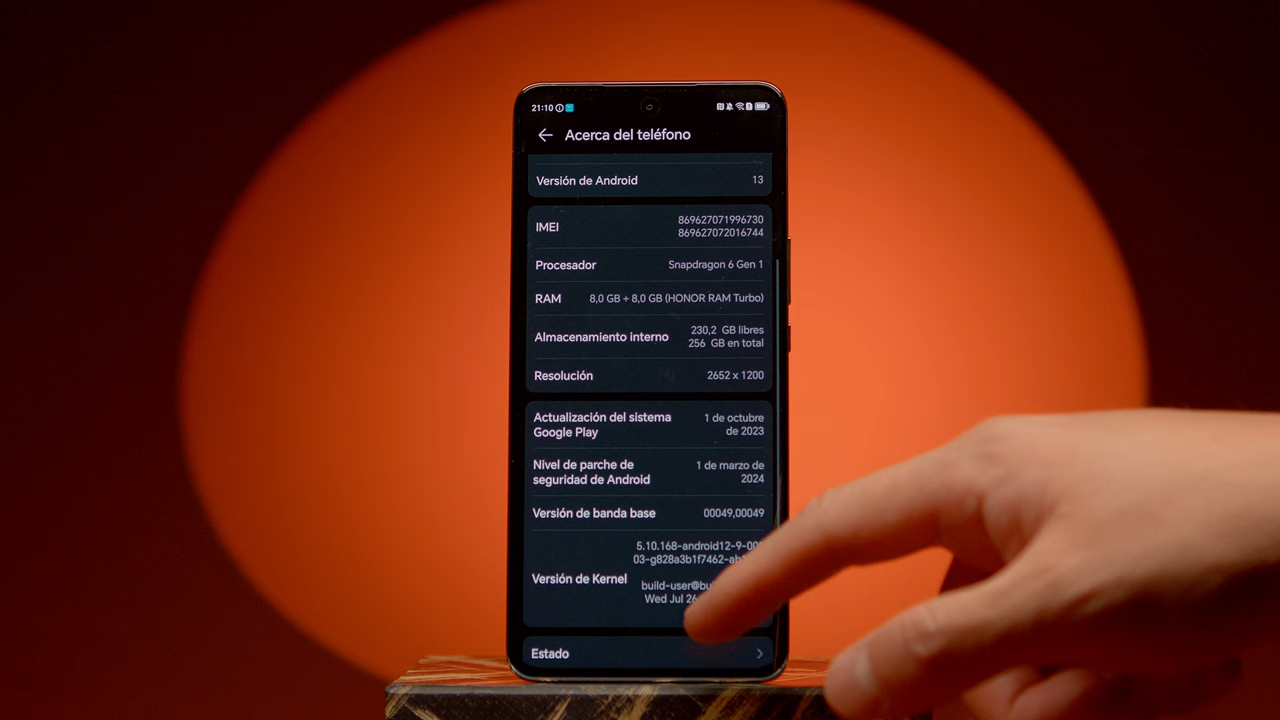 21:10
Acerca del teléfono
Versión de Android 13
IMEI 869627071996730
869627072016744
Procesador Snapdragon 6 Gen 1
RAM 8,0 GB + 8,0 GB (HONOR RAM Turbo)
Almacenamiento interno 230,2 GB libres
256 GB en total
Resolución 2652 x 1200
Actualización del sistema 1 de octubre
Google Play de 2023
Nivel de parche de 1 de marzo de
seguridad de Android 2024
Versión de banda base 00049,00049
5.10.168-android12-9-00
03-g828a3b1f7462-ab
Versión de Kernel
build-user@bu
Wed Jul 26
Estado